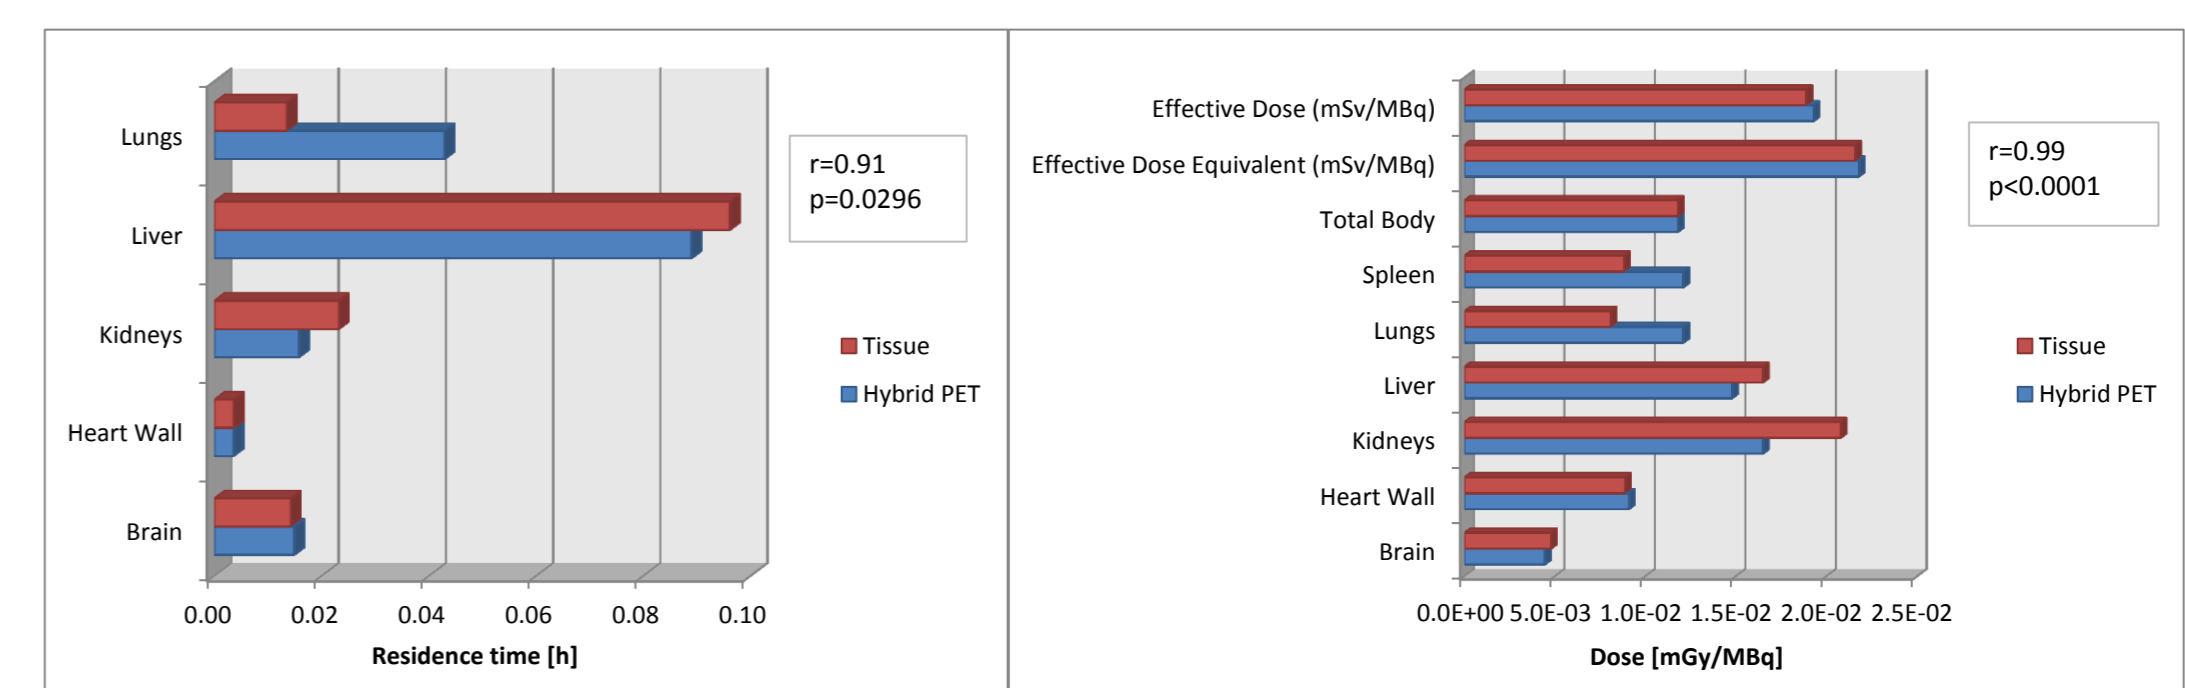 Lungs
Liver
Kidneys
Heart Wall
Brain
0.00 0.02 0.04 0.06 0.08 0.10
Residence time [h]
r=0.91
p=0.0296
Tissue
Hybrid PET
Effective Dose (mSv/MBq)
Effective Dose Equivalent (mSv/MBq)
Total Body
Spleen
Lungs
Liver
Kidneys
Heart Wall
Brain
0.0E+00 5.0E-03 1.0E-02 1.5E-02 2.0E-02 2.5E-02
Dose [mGy/MBq]
r=0.99
p<0.0001
Tissue
Hybrid PET